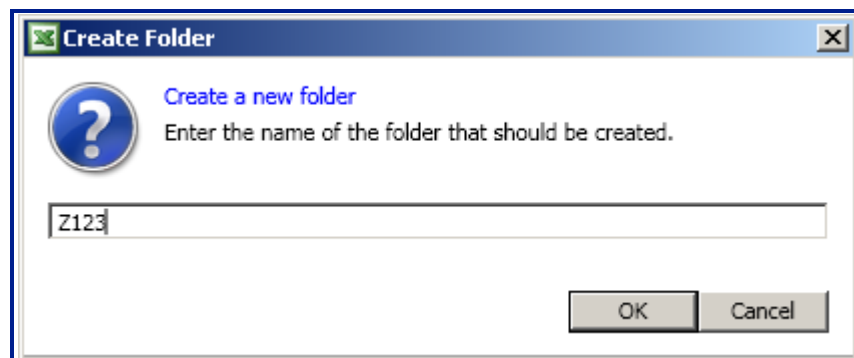 Create Folder
Create a new folder
Enter the name of the folder that should be created.
Z123
OK Cancel